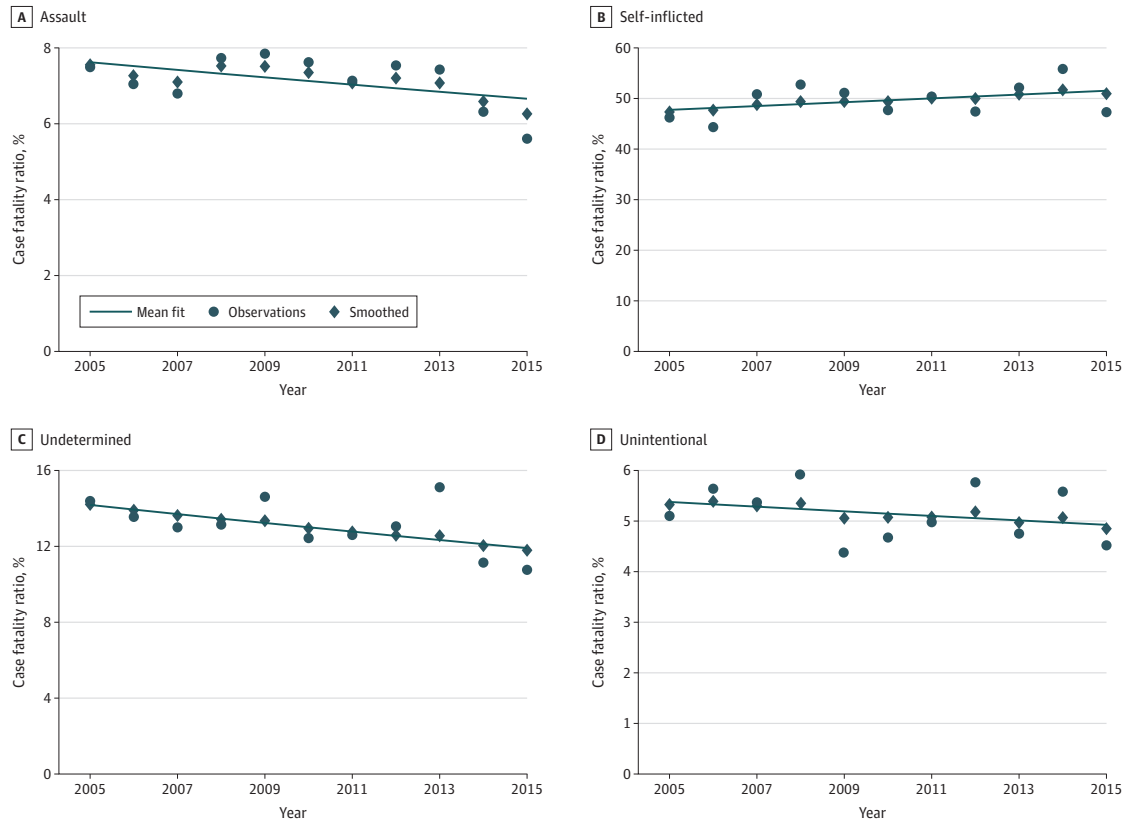 A Assault
Case fatality ratio, %
8
6
4
2
0
Mean fit Observations Smoothed
2005 2007 2009 2011 2013 2015
Year
B Self-inflicted
Case fatality ratio, %
60
50
40
30
20
10
0
2005 2007 2009 2011 2013 2015
Year
C Undetermined
Case fatality ratio, %
16
12
8
4
0
2005 2007 2009 2011 2013 2015
Year
D Unintentional
Case fatality ratio, %
6
5
4
3
2
1
0
2005 2007 2009 2011 2013 2015
Year